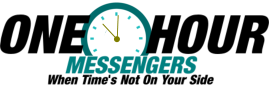 ONE HOUR
MESSENGERS
When Time's Not On Your Side